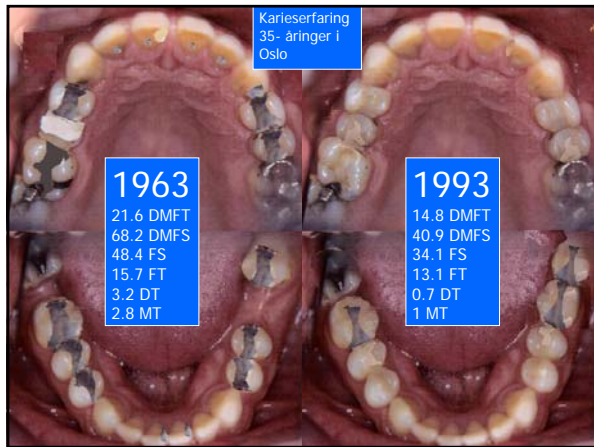 Karieserfaring
35- åringer i
Oslo
1963
21.6 DMFT
68.2 DMFS
48.4 FS
15.7 FT
3.2 DT
2.8 MT
1993
14.8 DMFT
40.9 DMFS
34.1 FS
13.1 FT
0.7 DT
1 MT